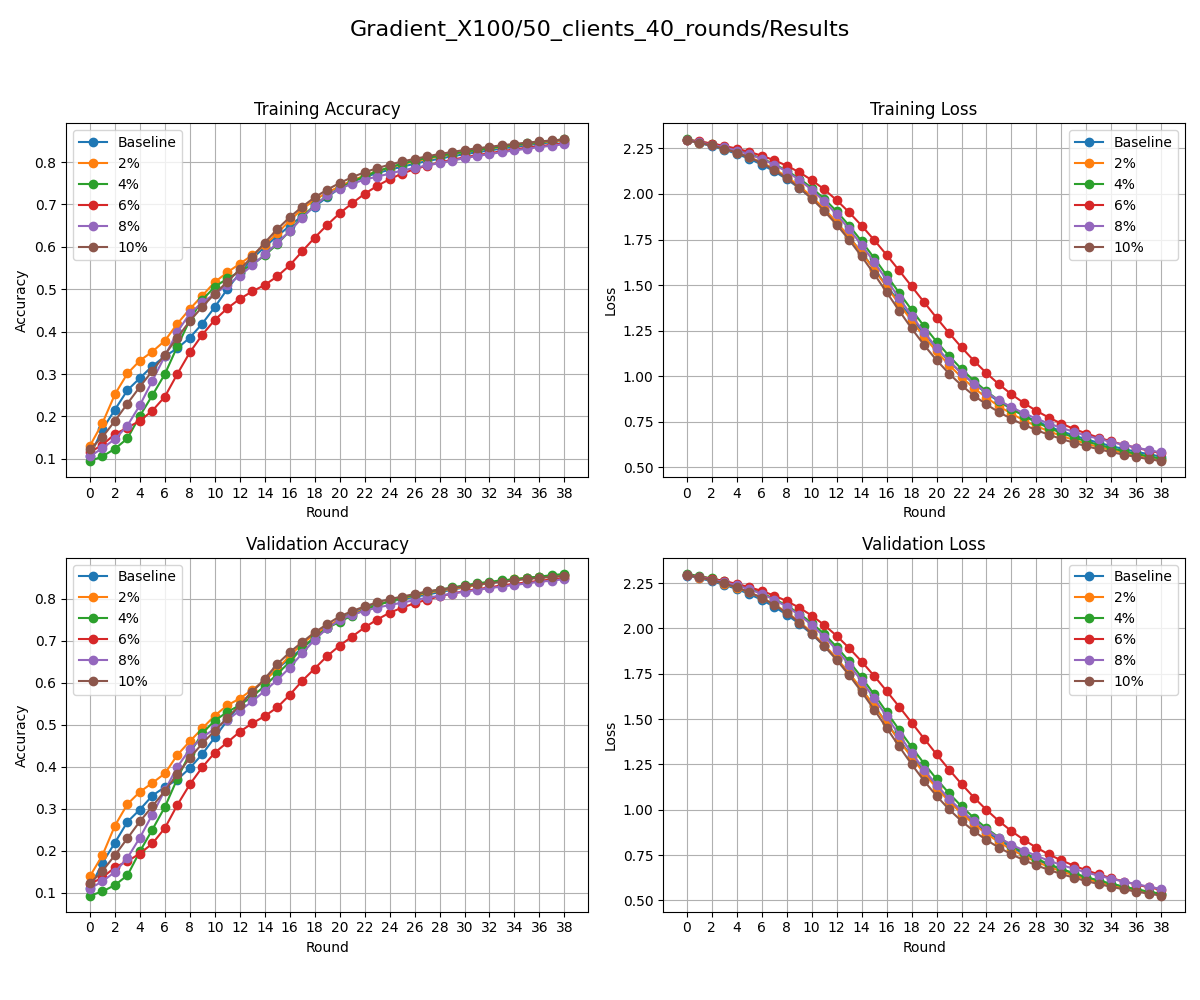 Gradient_X100/50_clients_40_rounds/Results
Training Accuracy
Accuracy
0.8
0.7
0.6
0.5
0.4
0.3
0.2
0.1
Baseline
2%
4%
6%
8%
10%
0 2 4 6 8 10 12 14 16 18 20 22 24 26 28 30 32 34 36 38
Round
Training Loss
Loss
2.25
2.00
1.75
1.50
1.25
1.00
0.75
0.50
Baseline
2%
4%
6%
8%
10%
0 2 4 6 8 10 12 14 16 18 20 22 24 26 28 30 32 34 36 38
Round
Validation Accuracy
Accuracy
0.8
0.7
0.6
0.5
0.4
0.3
0.2
0.1
Baseline
2%
4%
6%
8%
10%
0 2 4 6 8 10 12 14 16 18 20 22 24 26 28 30 32 34 36 38
Round
Validation Loss
Loss
2.25
2.00
1.75
1.50
1.25
1.00
0.75
0.50
Baseline
2%
4%
6%
8%
10%
0 2 4 6 8 10 12 14 16 18 20 22 24 26 28 30 32 34 36 38
Round